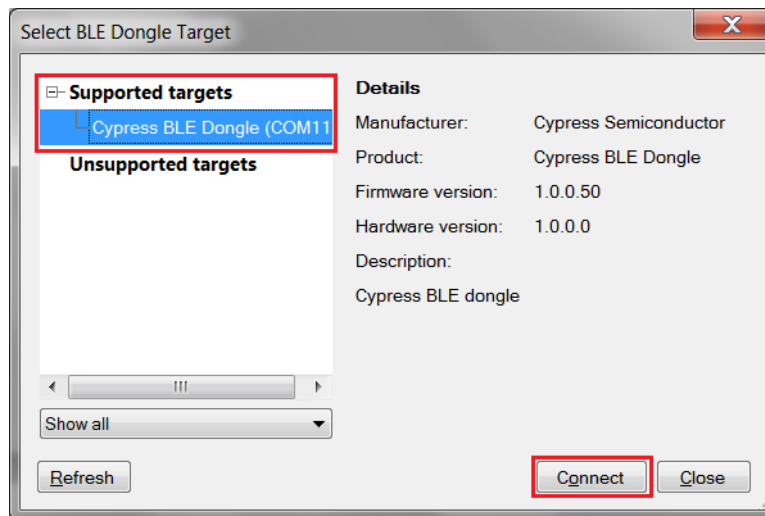 Select BLE Dongle Target
Supported targets
Cypress BLE Dongle (COM11
Unsupported targets
Show all
Refresh
Details
Manufacturer: Cypress Semiconductor
Product: Cypress BLE Dongle
Firmware version: 1.0.0.50
Hardware version: 1.0.0.0
Description:
Cypress BLE dongle
Connect
Close